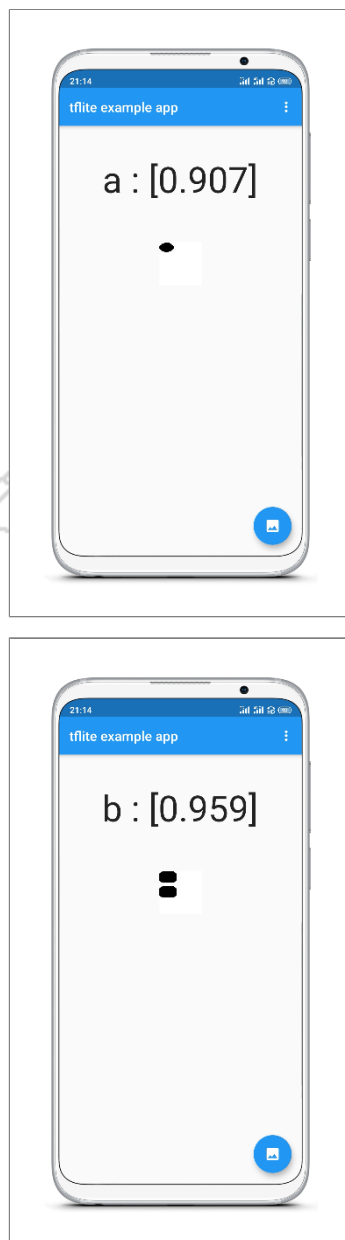 21:14
tflite example app
a : [0.907]
21:14
tflite example app
b : [0.959]